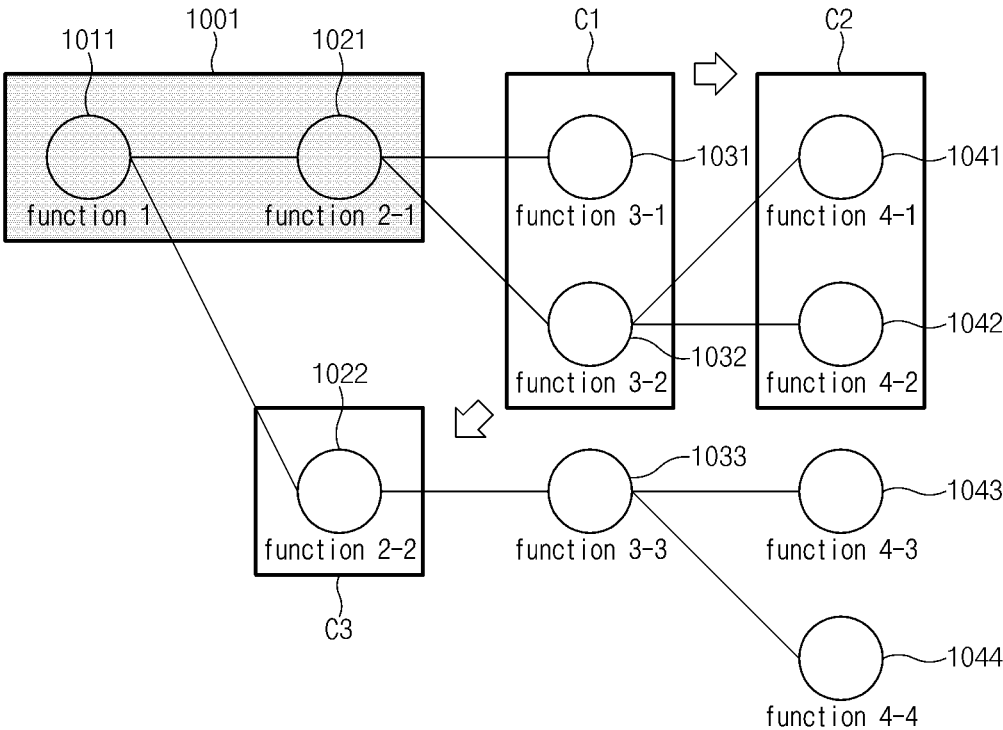 1001
C1
C2
1011
1021
1031
1041
function 1
function 2-1
function 3-1
function 4-1
1042
1032
1022
function 3-2
function 4-2
1033
1043
function 2-2
function 3-3
function 4-3
C3
1044
function 4-4